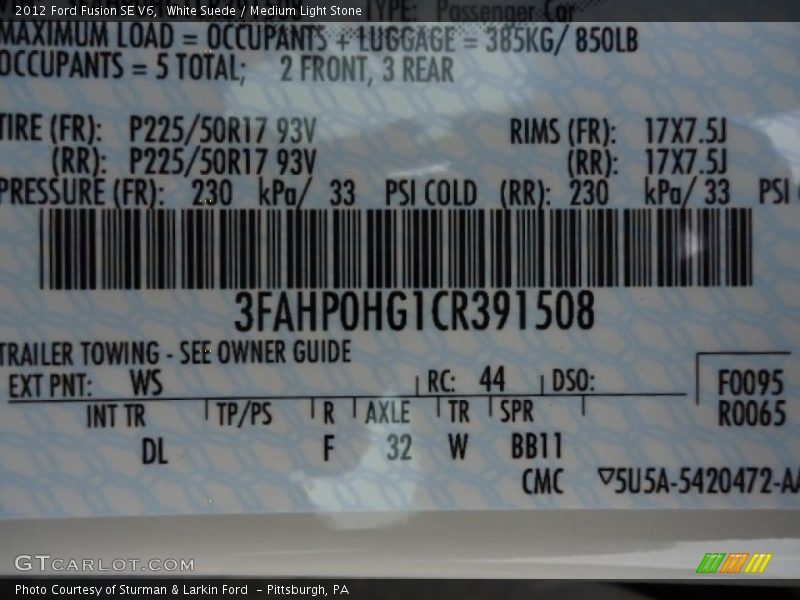 2012 Ford Fusion SE V6, White Suede / Medium Light Stone
TYPE: Passenger Car
MAXIMUM LOAD = OCCUPANTS + LUGGAGE = 385KG/ 850LB
OCCUPANTS = 5 TOTAL; 2 FRONT, 3 REAR
TIRE (FR): P225/50R17 93V RIMS (FR): 17X7.5J
(RR): P225/50R17 93V (RR): 17X7.5J
PRESSURE (FR): 230 kPa/ 33 PSI COLD (RR): 230 kPa/ 33 PSI
3FAHP0HG1CR391508
TRAILER TOWING - SEE OWNER GUIDE
EXT PNT: WS RC: 44 DSO: F0095
INT TR TP/PS R AXLE TR SPR R0065
DL F 32 W BB11
CMC ▽5U5A-5420472-AA
GTCARLOT.COM
Photo Courtesy of Sturman & Larkin Ford - Pittsburgh, PA